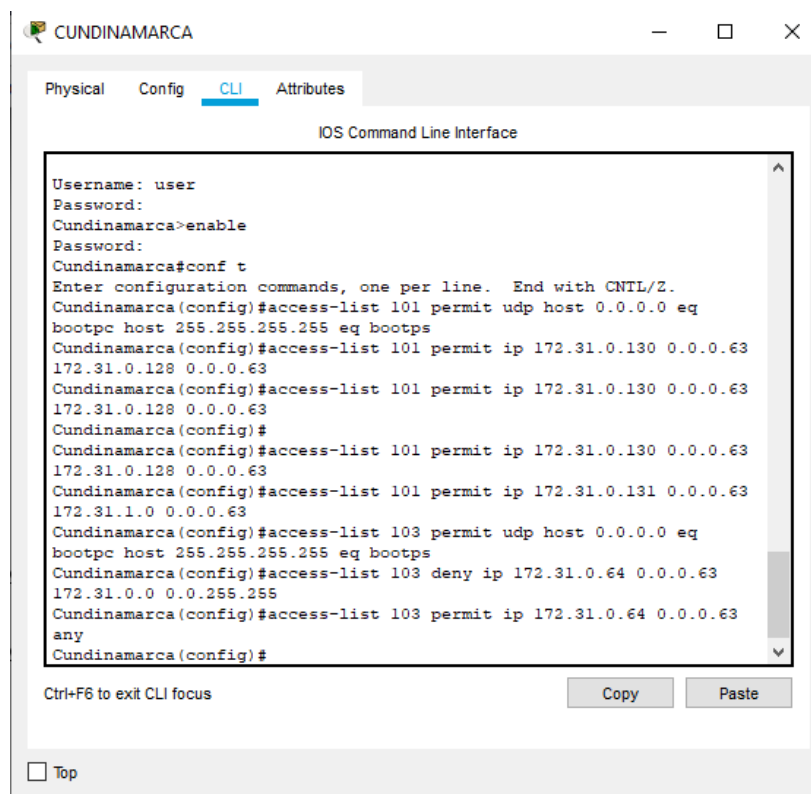 CUNDINAMARCA
Physical Config CLI Attributes
IOS Command Line Interface
Username: user
Password:
Cundinamarca>enable
Password:
Cundinamarca#conf t
Enter configuration commands, one per line. End with CNTL/Z.
Cundinamarca(config)#access-list 101 permit udp host 0.0.0.0 eq
bootpc host 255.255.255.255 eq bootps
Cundinamarca(config)#access-list 101 permit ip 172.31.0.130 0.0.0.63
172.31.0.128 0.0.0.63
Cundinamarca(config)#access-list 101 permit ip 172.31.0.130 0.0.0.63
172.31.0.128 0.0.0.63
Cundinamarca(config)#
Cundinamarca(config)#access-list 101 permit ip 172.31.0.130 0.0.0.63
172.31.0.128 0.0.0.63
Cundinamarca(config)#access-list 101 permit ip 172.31.0.131 0.0.0.63
172.31.1.0 0.0.0.63
Cundinamarca(config)#access-list 103 permit udp host 0.0.0.0 eq
bootpc host 255.255.255.255 eq bootps
Cundinamarca(config)#access-list 103 deny ip 172.31.0.64 0.0.0.63
172.31.0.0 0.0.255.255
Cundinamarca(config)#access-list 103 permit ip 172.31.0.64 0.0.0.63
any
Cundinamarca(config)#
Ctrl+F6 to exit CLI focus
Copy
Paste
Top